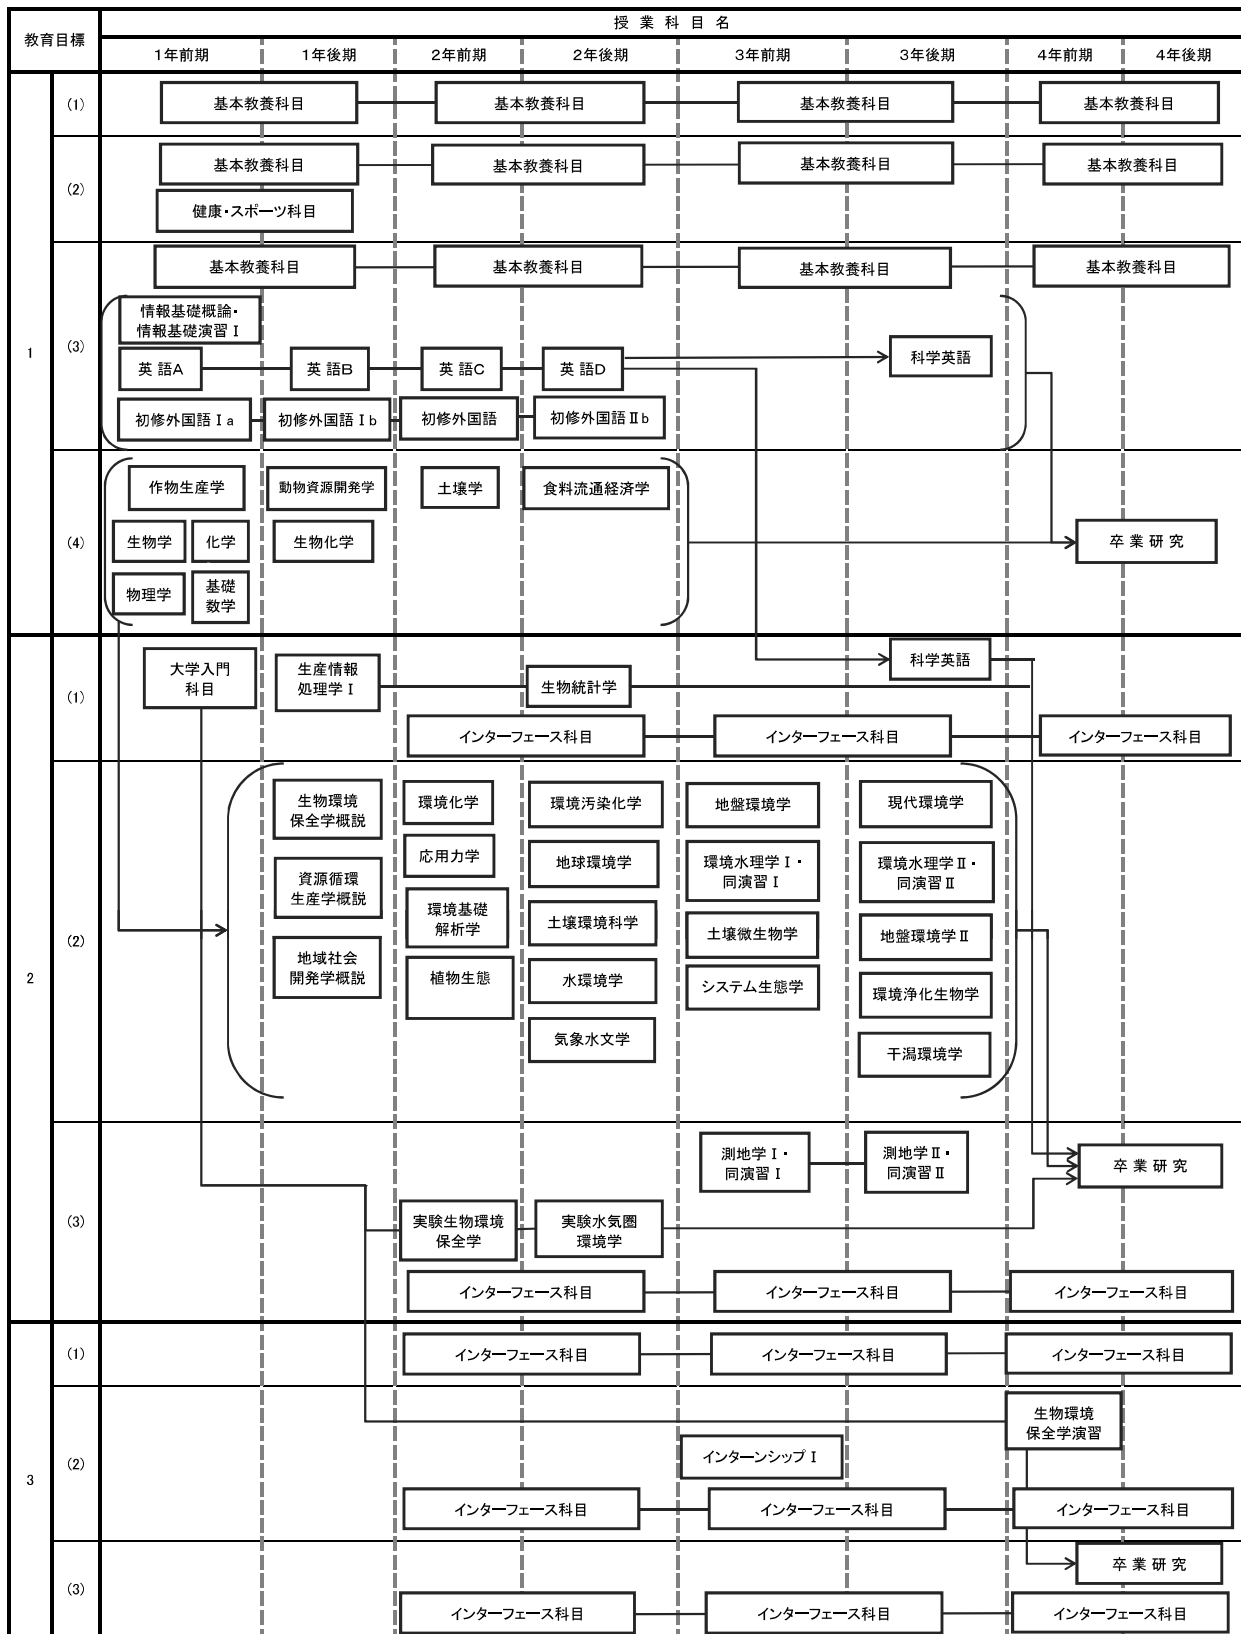 授 業 科 目 名
教育目標
1年前期 1年後期 2年前期 2年後期 3年前期 3年後期 4年前期 4年後期
1
(1)
基本教養科目 基本教養科目 基本教養科目 基本教養科目
(2)
基本教養科目 基本教養科目 基本教養科目 基本教養科目
健康・スポーツ科目
(3)
基本教養科目 基本教養科目 基本教養科目 基本教養科目
情報基礎概論・
情報基礎演習Ⅰ
英 語A 英 語B 英 語C 英 語D 科学英語
初修外国語Ⅰa 初修外国語Ⅰb 初修外国語 初修外国語Ⅱb
(4)
作物生産学 動物資源開発学 土壌学 食料流通経済学
生物学 化学 生物化学 卒 業 研 究
物理学 基礎
数学
2
(1)
大学入門
科目
生産情報
処理学Ⅰ
生物統計学
科学英語
インターフェース科目 インターフェース科目 インターフェース科目
(2)
生物環境
保全学概説
資源循環
生産学概説
地域社会
開発学概説
環境化学
応用力学
環境基礎
解析学
植物生態
環境汚染化学
地球環境学
土壌環境科学
水環境学
気象水文学
地盤環境学
環境水理学Ⅰ・
同演習Ⅰ
土壌微生物学
システム生態学
現代環境学
環境水理学Ⅱ・
同演習Ⅱ
地盤環境学Ⅱ
環境浄化生物学
干潟環境学
(3)
測地学Ⅰ・
同演習Ⅰ
測地学Ⅱ・
同演習Ⅱ
卒 業 研 究
実験生物環境
保全学
実験水気圏
環境学
インターフェース科目 インターフェース科目 インターフェース科目
3
(1)
インターフェース科目 インターフェース科目 インターフェース科目
(2)
生物環境
保全学演習
インターンシップⅠ
インターフェース科目 インターフェース科目 インターフェース科目
(3)
卒 業 研 究
インターフェース科目 インターフェース科目 インターフェース科目